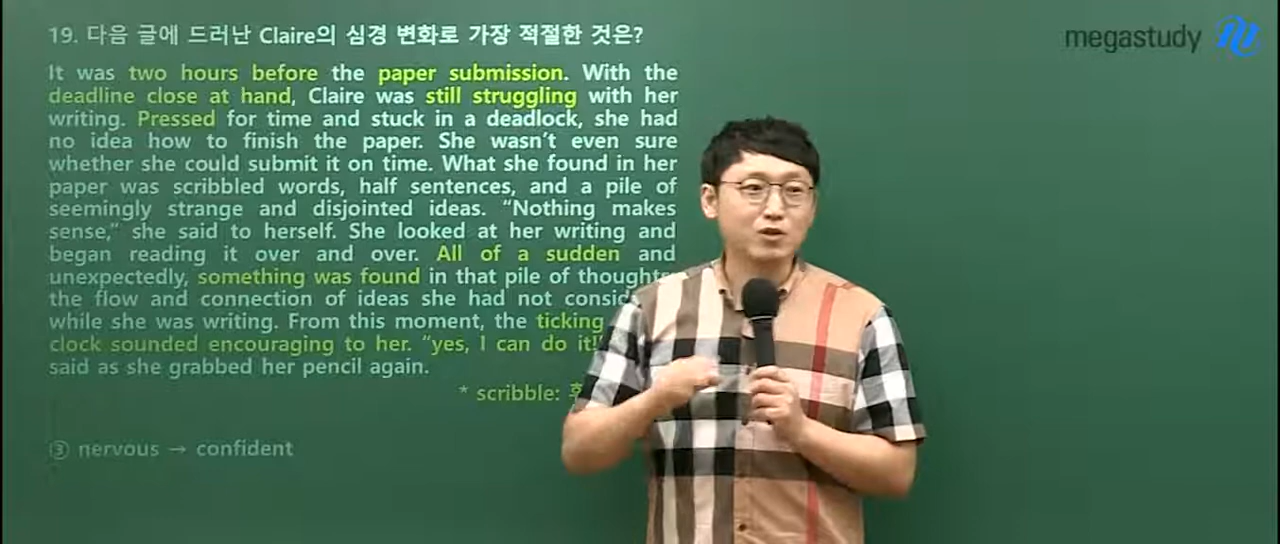 19. 다음 글에 드러난 Claire의 심경 변화로 가장 적절한 것은?
megastudy
It was two hours before the paper submission. With the
deadline close at hand, Claire was still struggling with her
writing. Pressed for time and stuck in a deadlock, she had
no idea how to finish the paper. She wasn't even sure
whether she could submit it on time. What she found in her
paper was scribbled words, half sentences, and a pile of
seemingly strange and disjointed ideas. “Nothing makes
sense,” she said to herself. She looked at her writing and
began reading it over and over. All of a sudden and
unexpectedly, something was found in that pile of thoughts
the flow and connection of ideas she had not
while she was writing. From this moment, the ticking
clock sounded encouraging to her. “yes, I can do it!
said as she grabbed her pencil again.
* scribble:
③ nervous → confident